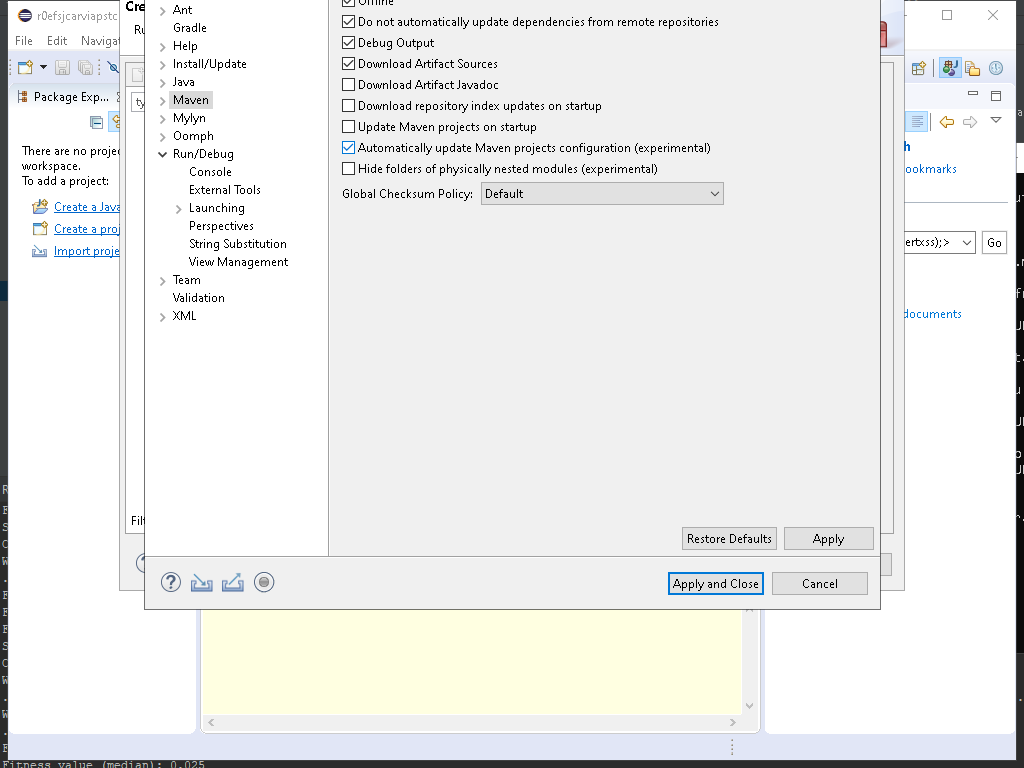 r0efsjcarviapstc
File Edit Navigat
Package Exp...
There are no proje
workspace.
To add a project:
Create a Java
Create a proj
Import proje
Cre
Ru
ty
Filt
Ant
Gradle
Help
Install/Update
Java
Maven
Mylyn
Oomph
Run/Debug
Console
External Tools
Launching
Perspectives
String Substitution
View Management
Team
Validation
XML
Offline
Do not automatically update dependencies from remote repositories
Debug Output
Download Artifact Sources
Download Artifact Javadoc
Download repository index updates on startup
Update Maven projects on startup
Automatically update Maven projects configuration (experimental)
Hide folders of physically nested modules (experimental)
Global Checksum Policy: Default
Restore Defaults Apply
Apply and Close Cancel
h
ookmarks
ertxss);> Go
documents
Fitness value (median): 0.025